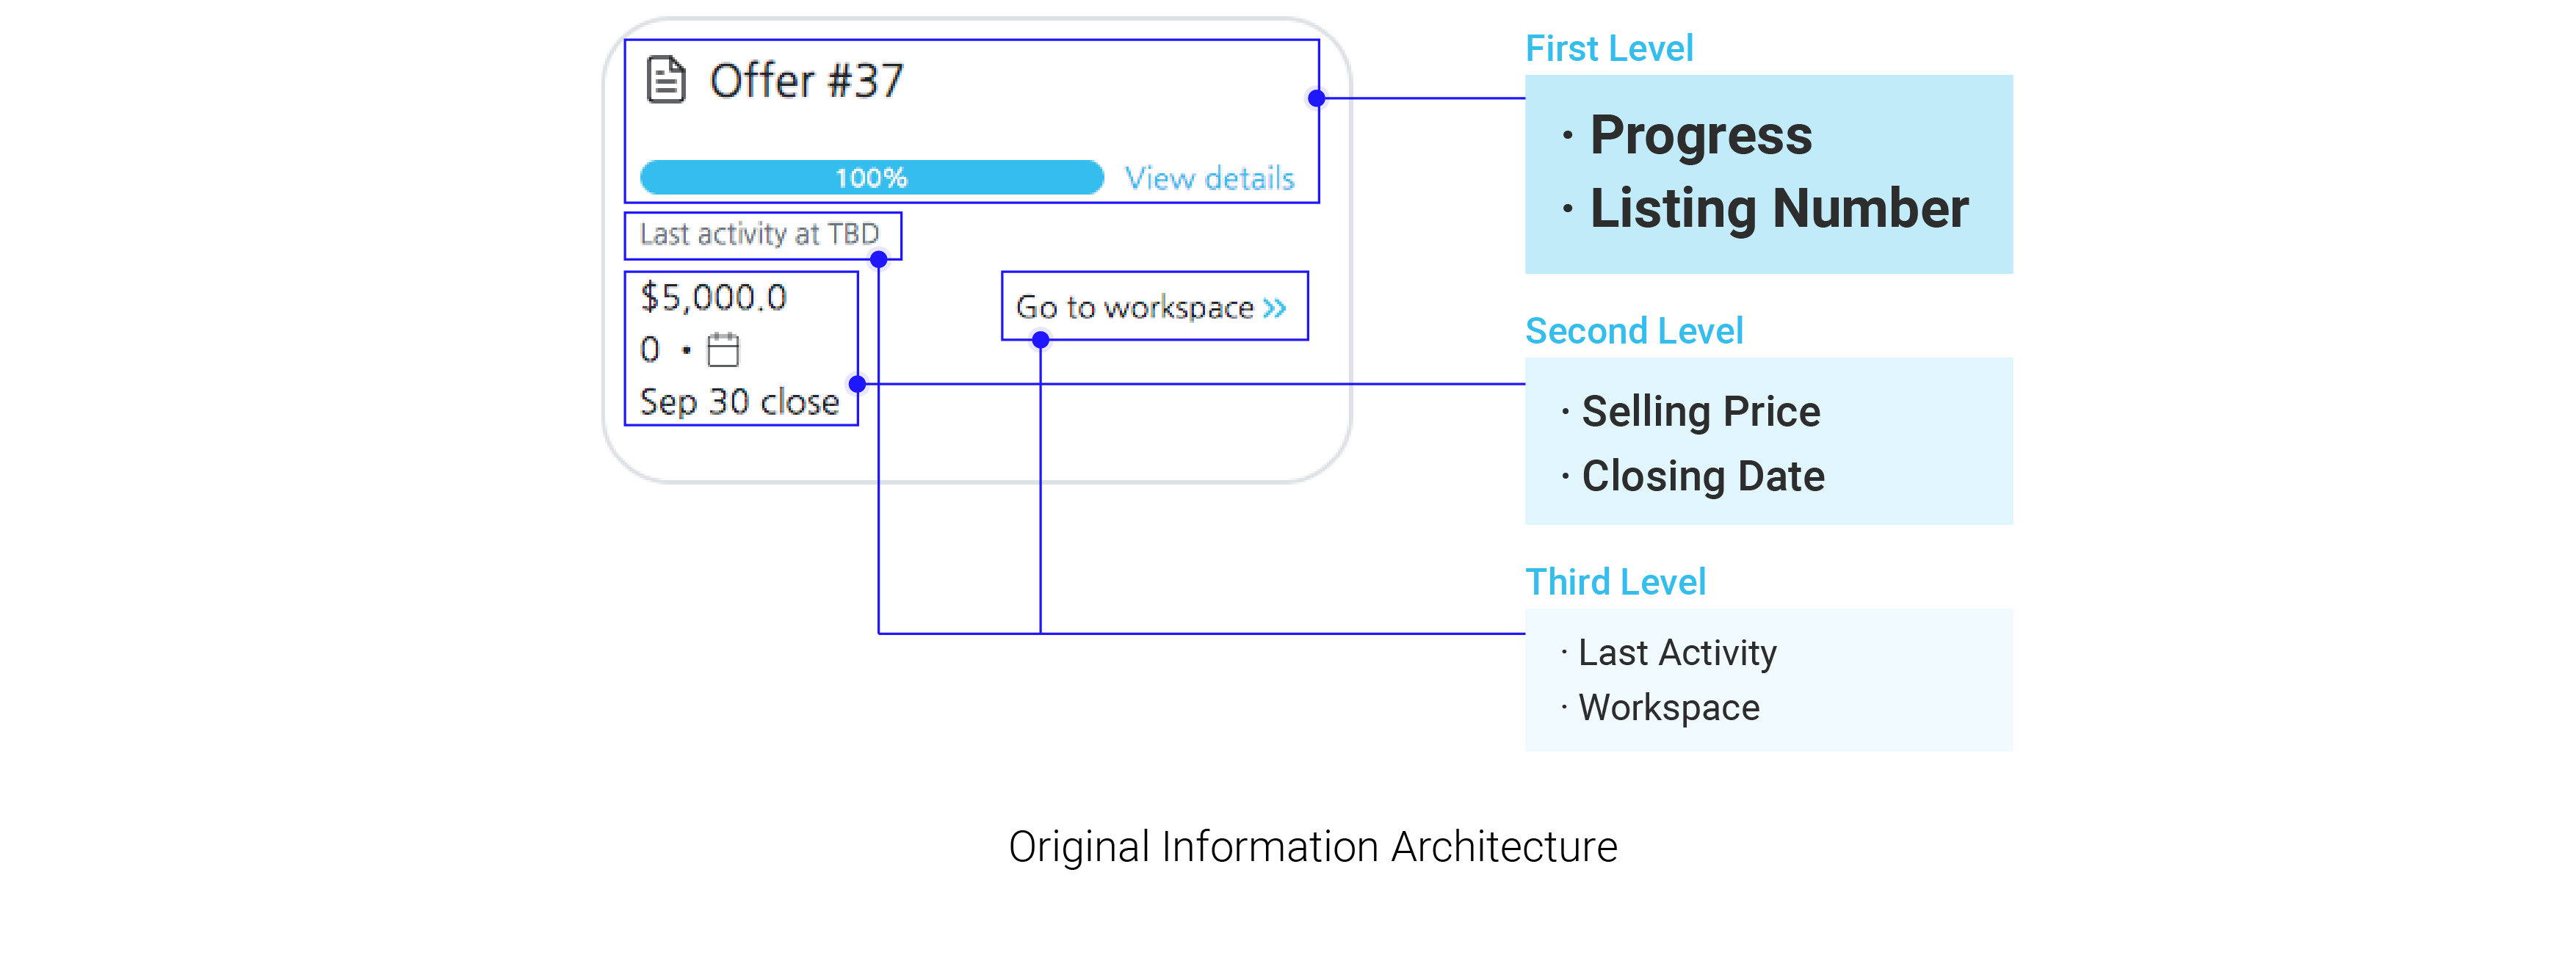 Offer #37
100% View details
Last activity at TBD
$5,000.0
0 •
Sep 30 close
Go to workspace »
First Level
· Progress
· Listing Number
Second Level
· Selling Price
· Closing Date
Third Level
· Last Activity
· Workspace
Original Information Architecture